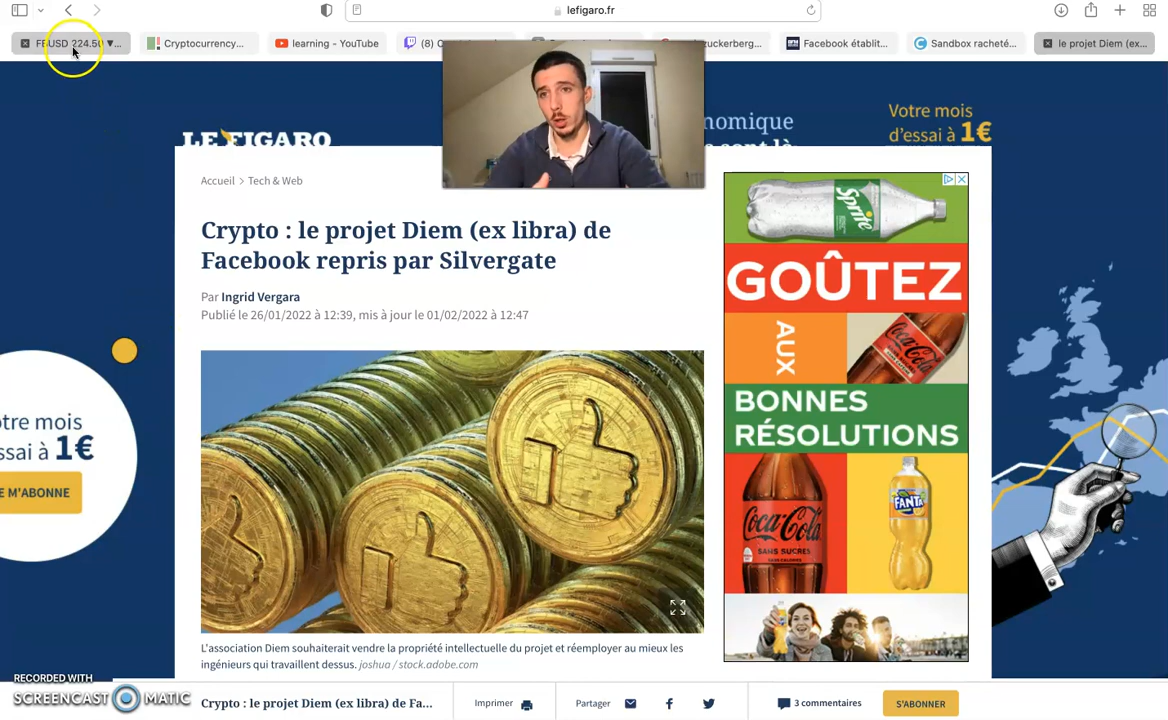 lefigaro.fr
FBUSD 224.50 ▼...
Cryptocurrency...
learning - YouTube
(8)
zuckerberg...
Facebook établit...
Sandbox racheté...
le projet Diem (ex...
LE FIGARO
nomique
Votre mois
d'essai à 1€
Accueil > Tech & Web
Crypto : le projet Diem (ex libra) de
Facebook repris par Silvergate
Par Ingrid Vergara
Publié le 26/01/2022 à 12:39, mis à jour le 01/02/2022 à 12:47
Sprite
GOÛTEZ
AUX
BONNES
RÉSOLUTIONS
Coca-Cola
SANS SUCRES
FANTA
otre mois
ssai à 1€
E M'ABONNE
L'association Diem souhaiterait vendre la propriété intellectuelle du projet et réemployer au mieux les
ingénieurs qui travaillent dessus. joshua / stock.adobe.com
RECORDED WITH
SCREENCAST MATIC
Crypto : le projet Diem (ex libra) de Fa...
Imprimer
Partager
3 commentaires
S'ABONNER